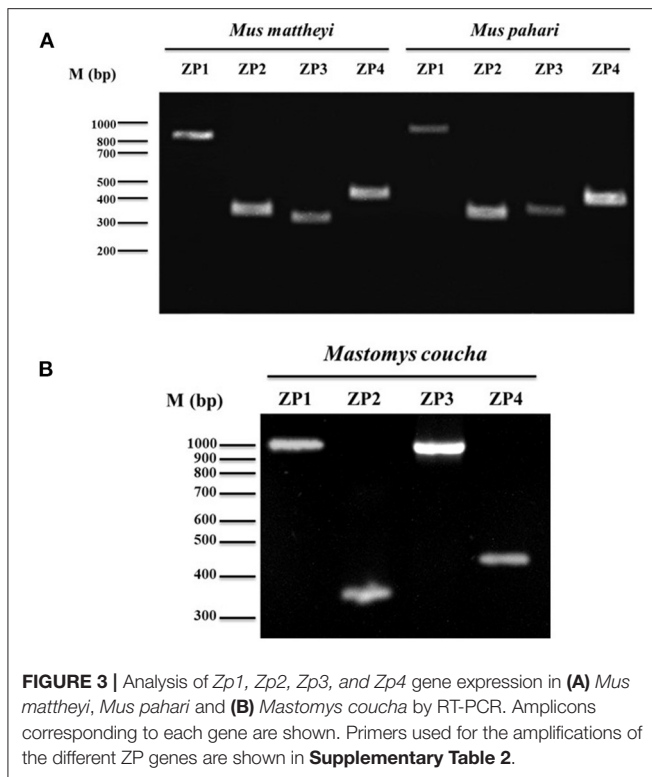 A
Mus mattheyi Mus pahari
M (bp) ZP1 ZP2 ZP3 ZP4 ZP1 ZP2 ZP3 ZP4
1000
800
700
500
400
300
200
B
Mastomys coucha
M (bp) ZP1 ZP2 ZP3 ZP4
1000
900
800
700
600
500
400
300
FIGURE 3 | Analysis of Zp1, Zp2, Zp3, and Zp4 gene expression in (A) Mus
mattheyi, Mus pahari and (B) Mastomys coucha by RT-PCR. Amplicons
corresponding to each gene are shown. Primers used for the amplifications of
the different ZP genes are shown in Supplementary Table 2.